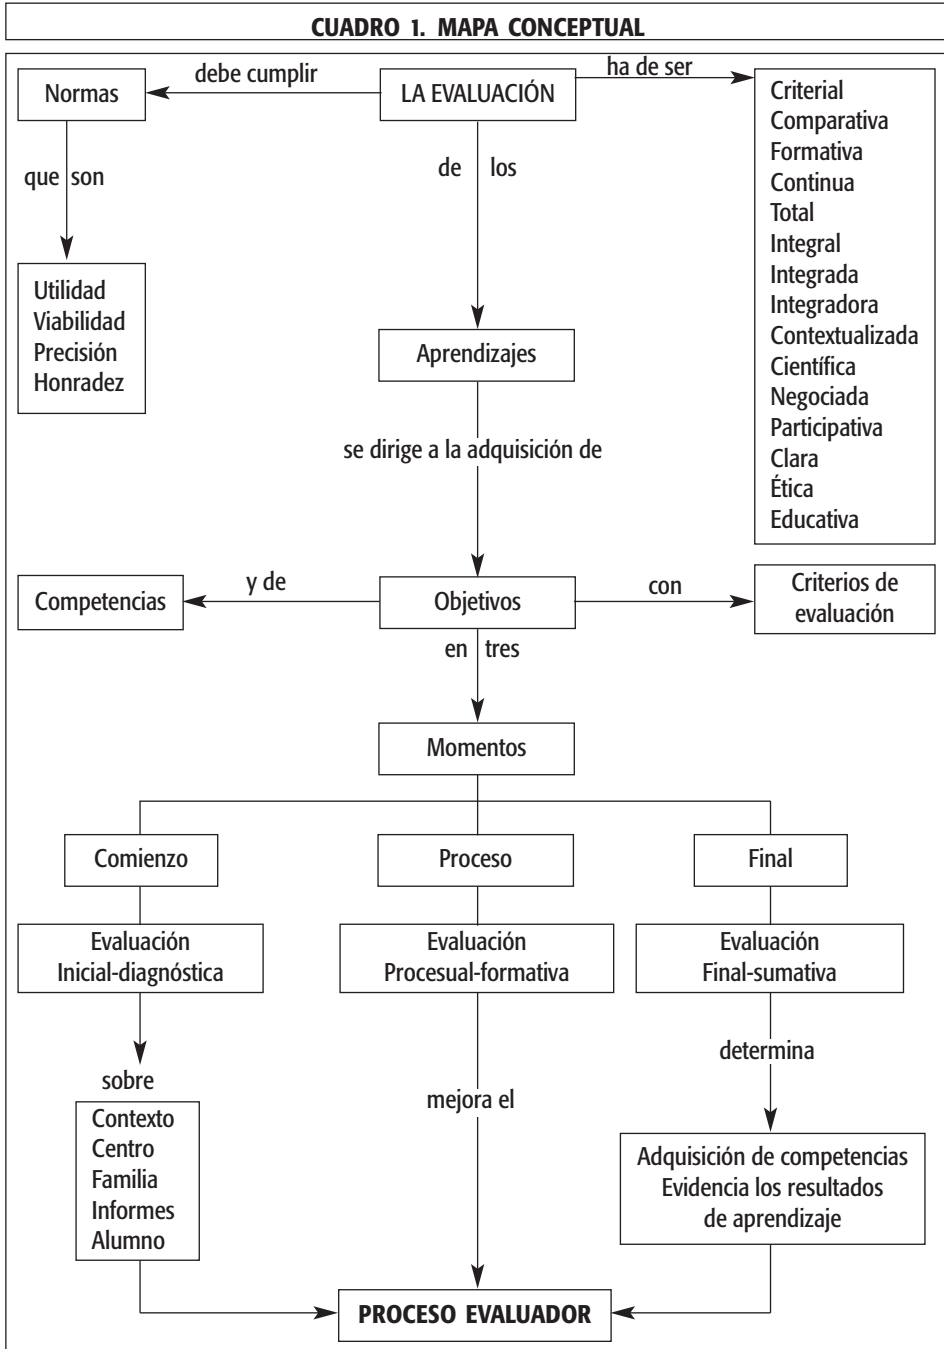 CUADRO 1. MAPA CONCEPTUAL
Normas
debe cumplir
LA EVALUACIÓN
ha de ser
Criterial
Comparativa
Formativa
Continua
Total
Integral
Integrada
Integradora
Contextualizada
Científica
Negociada
Participativa
Clara
Ética
Educativa
que son
Utilidad
Viabilidad
Precisión
Honradez
de los
Aprendizajes
se dirige a la adquisición de
Competencias
y de
Objetivos
con
Criterios de
evaluación
en tres
Momentos
Comienzo
Proceso
Final
Evaluación
Inicial-diagnóstica
Evaluación
Procesual-formativa
Evaluación
Final-sumativa
sobre
Contexto
Centro
Familia
Informes
Alumno
mejora el
determina
Adquisición de competencias
Evidencia los resultados
de aprendizaje
PROCESO EVALUADOR